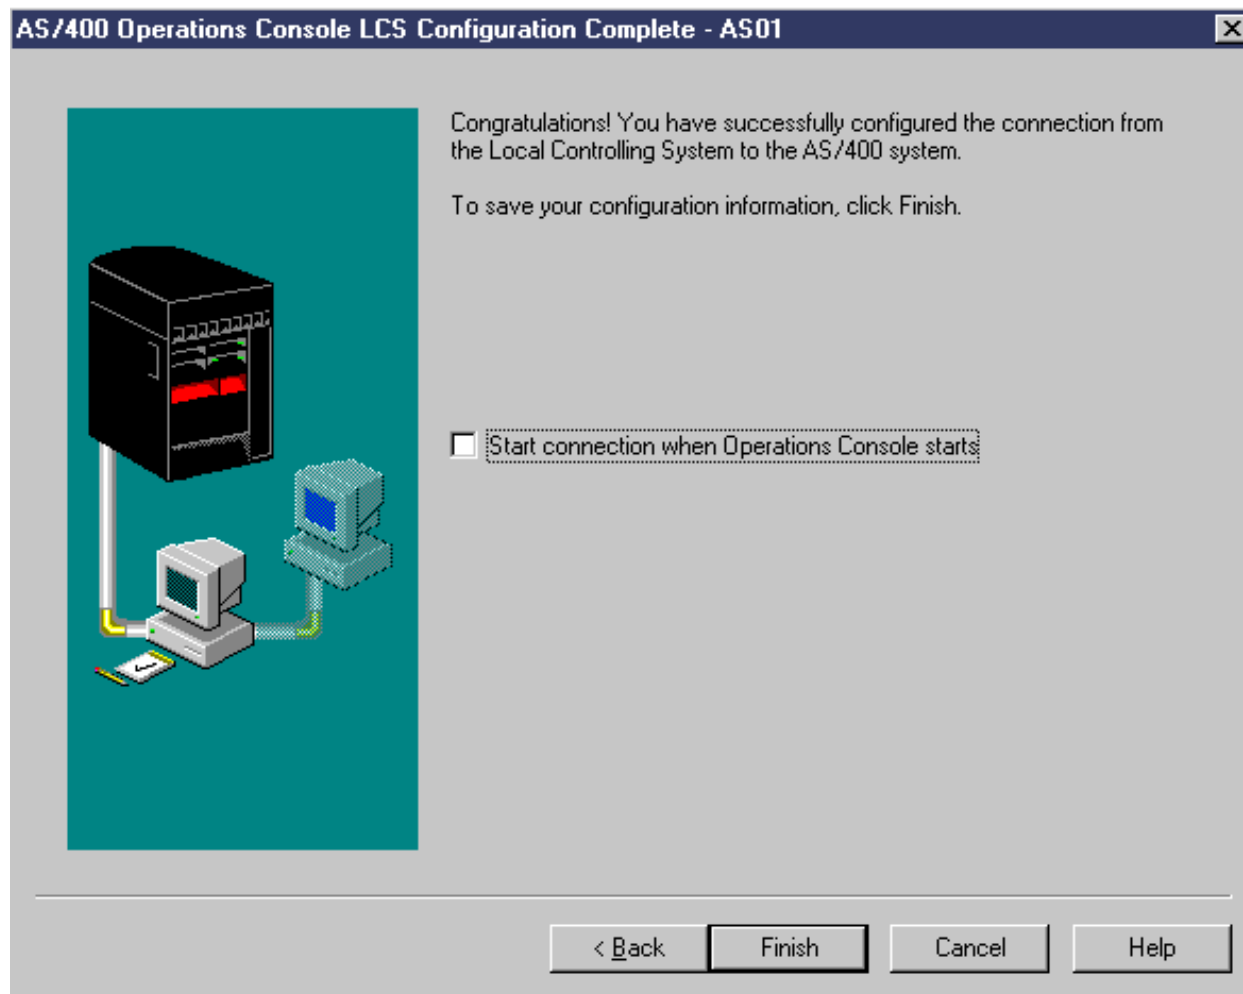 AS/400 Operations Console LCS Configuration Complete - AS01
Congratulations! You have successfully configured the connection from
the Local Controlling System to the AS/400 system.
To save your configuration information, click Finish.
Start connection when Operations Console starts
< Back
Finish
Cancel
Help